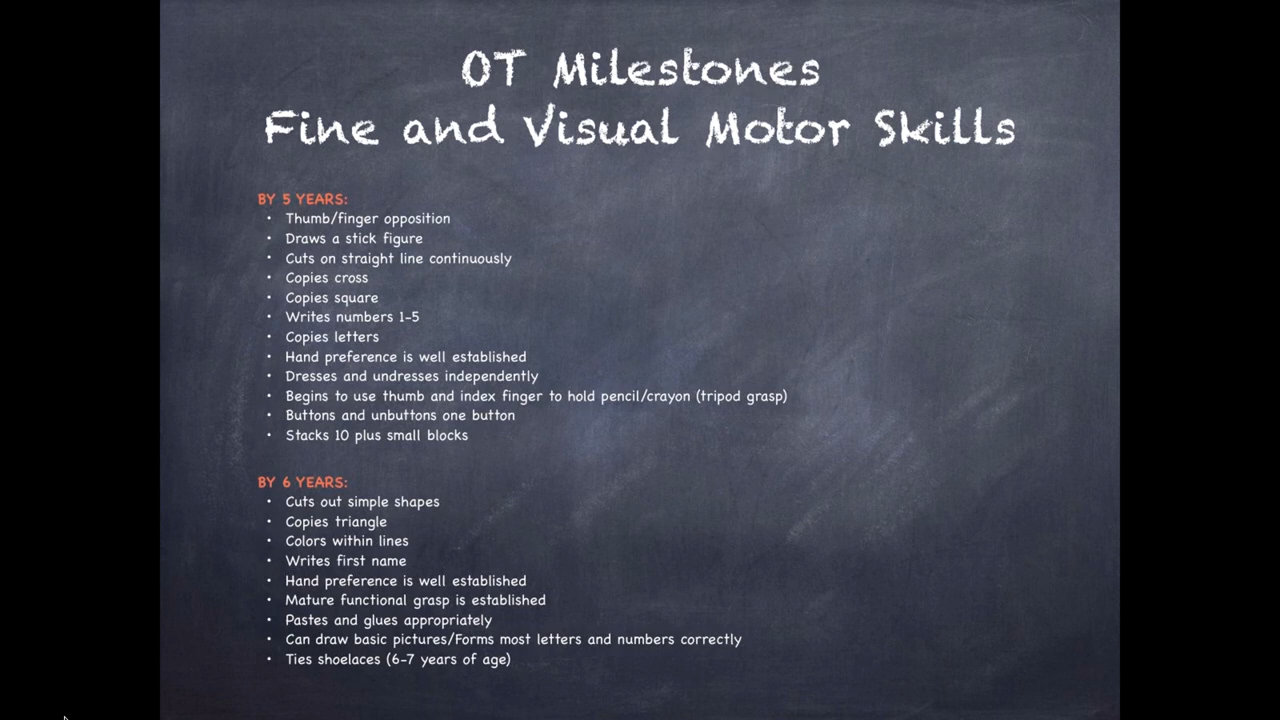 OT Milestones
Fine and Visual Motor Skills
BY 5 YEARS:
• Thumb/finger opposition
• Draws a stick figure
• Cuts on straight line continuously
• Copies cross
• Copies square
• Writes numbers 1-5
• Copies letters
• Hand preference is well established
• Dresses and undresses independently
• Begins to use thumb and index finger to hold pencil/crayon (tripod grasp)
• Buttons and unbuttons one button
• Stacks 10 plus small blocks
BY 6 YEARS:
• Cuts out simple shapes
• Copies triangle
• Colors within lines
• Writes first name
• Hand preference is well established
• Mature functional grasp is established
• Pastes and glues appropriately
• Can draw basic pictures/Forms most letters and numbers correctly
• Ties shoelaces (6-7 years of age)